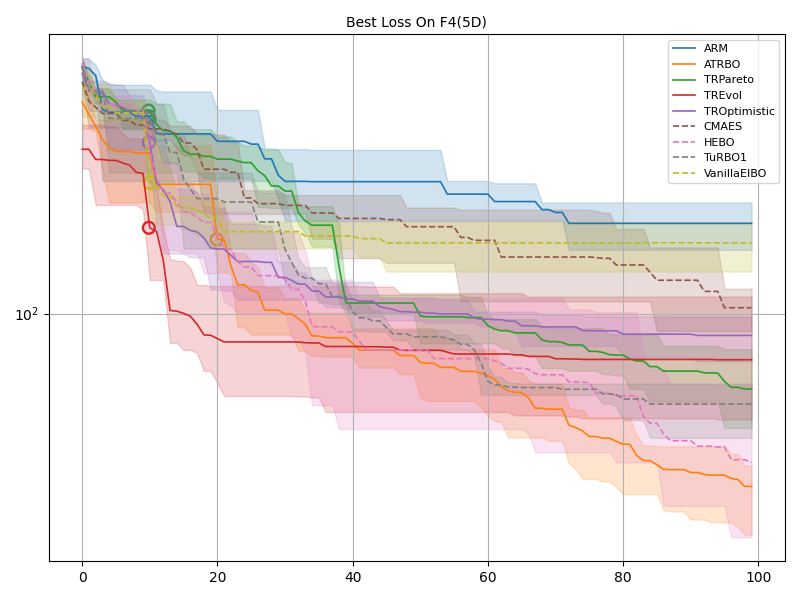 Best Loss On F4(5D)
ARM
ATRBO
TRPareto
TREvol
TROptimistic
CMAES
HEBO
TuRBO1
VanillaEIBO
10²
0 20 40 60 80 100